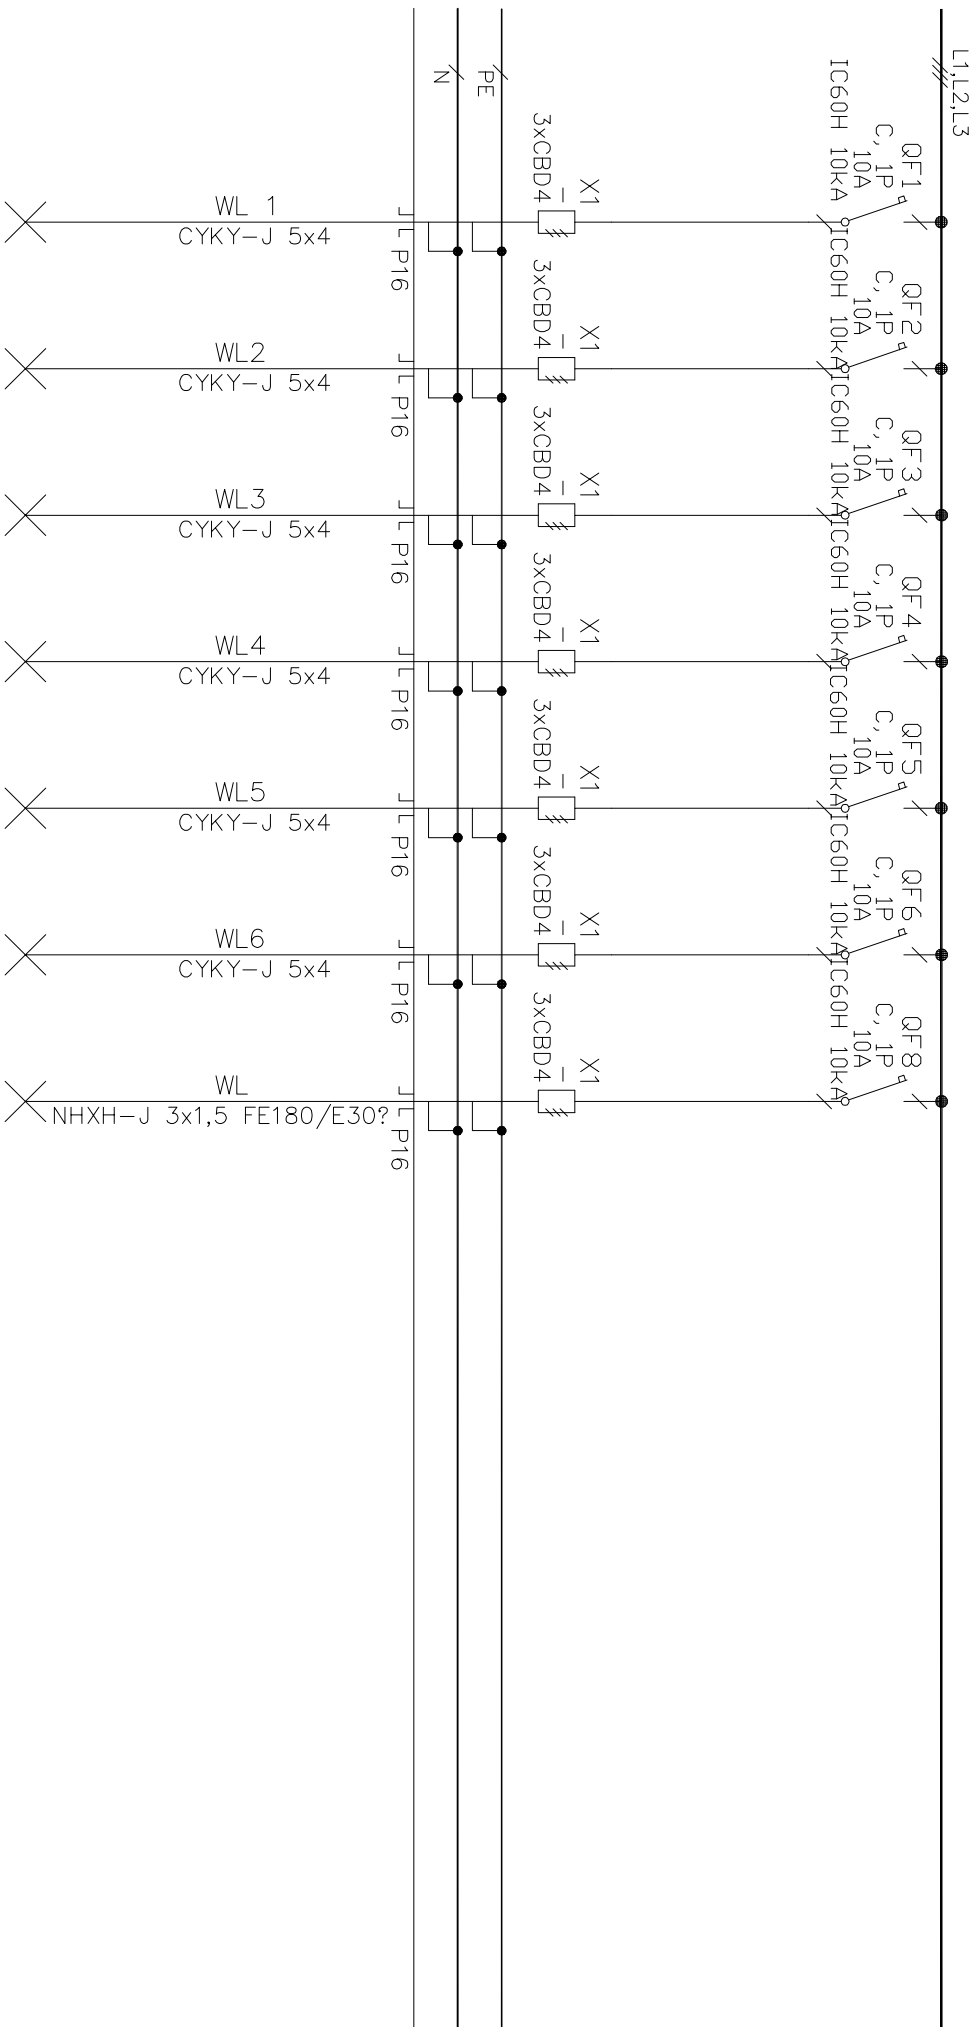 L1,L2,L3
N
PE
QF1
C, 1P
10A
IC60H 10kA
X1
-
3xCBD4
P16
WL 1
CYKY-J 5x4
QF2
C, 1P
10A
IC60H 10kA
X1
-
3xCBD4
P16
WL2
CYKY-J 5x4
QF3
C, 1P
10A
IC60H 10kA
X1
-
3xCBD4
P16
WL3
CYKY-J 5x4
QF4
C, 1P
10A
IC60H 10kA
X1
-
3xCBD4
P16
WL4
CYKY-J 5x4
QF5
C, 1P
10A
IC60H 10kA
X1
-
3xCBD4
P16
WL5
CYKY-J 5x4
QF6
C, 1P
10A
IC60H 10kA
X1
-
3xCBD4
P16
WL6
CYKY-J 5x4
QF8
C, 1P
10A
IC60H 10kA
X1
-
3xCBD4
P16
WL
NHXH-J 3x1,5 FE180/E30?